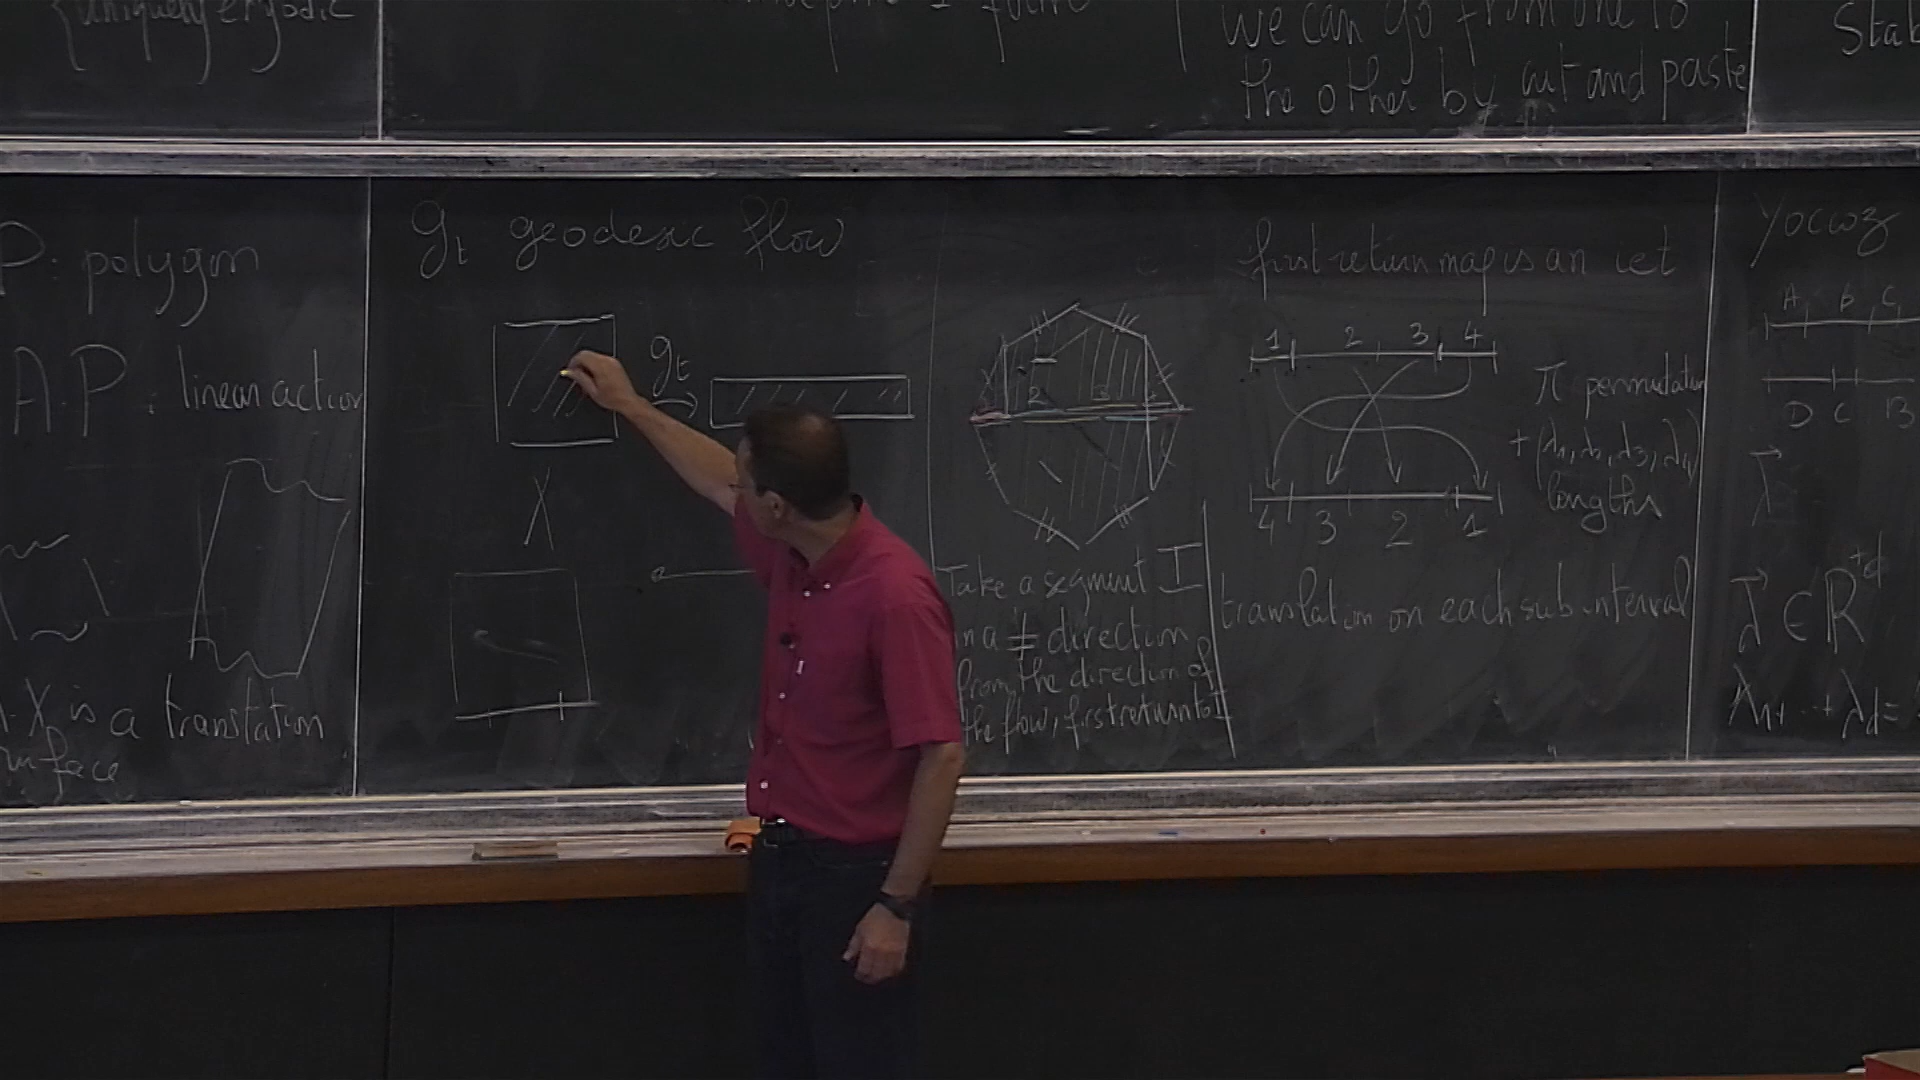 uniquely ergodic
we can go from one to
the other by cut and paste
Stab
P: polygon
A.P : linear action
X is a translation
surface
g_t geodesic flow
g_t
X
2
3
Take a segment I
in a ≠ direction
from the direction of
the flow, first return to I
first return map is an iet
1 2 3 4
4 3 2 1
π permutation
+ (λ1, λ2, λ3, λ4)
lengths
translation on each subinterval
Yoccoz
A B C
D C B
λ
λ ∈ R^{+d}
λ1+..+λd=